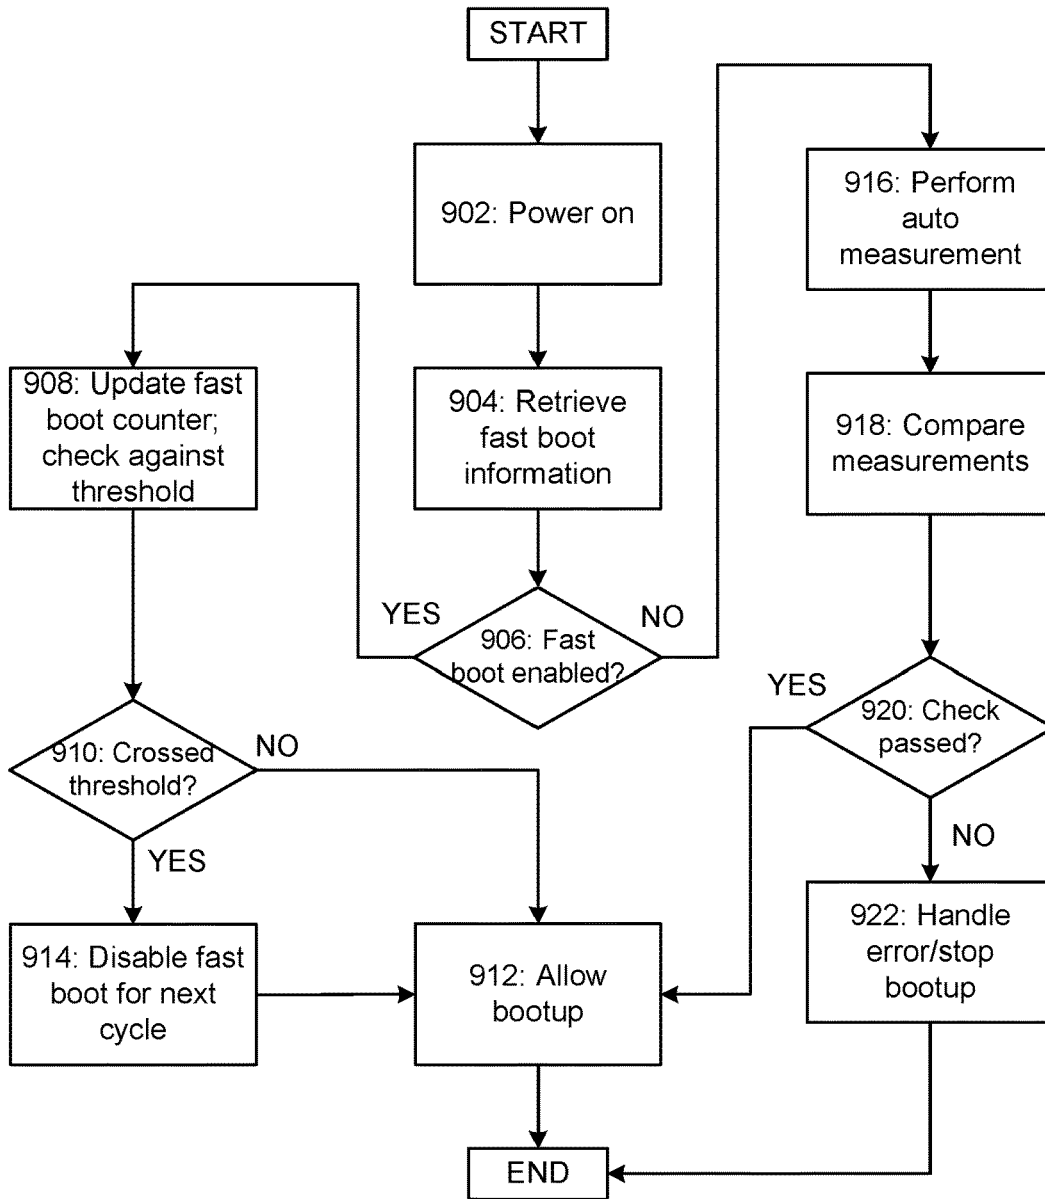 START
902: Power on
916: Perform
auto
measurement
908: Update fast
boot counter;
check against
threshold
904: Retrieve
fast boot
information
918: Compare
measurements
YES
906: Fast
boot enabled?
NO
910: Crossed
threshold?
NO
YES
920: Check
passed?
YES
NO
914: Disable fast
boot for next
cycle
912: Allow
bootup
922: Handle
error/stop
bootup
END